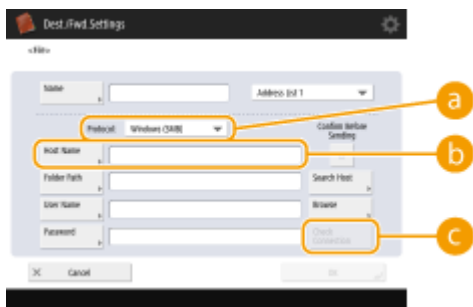 Dest./Fwd.Settings
<File>
Name
Address List 1
Protocol: Windows (SMB)
Confirm Before
Sending
a
Host Name
b
Folder Path
Search Host
User Name
Browse
Password
Check
Connection
c
× Cancel
OK